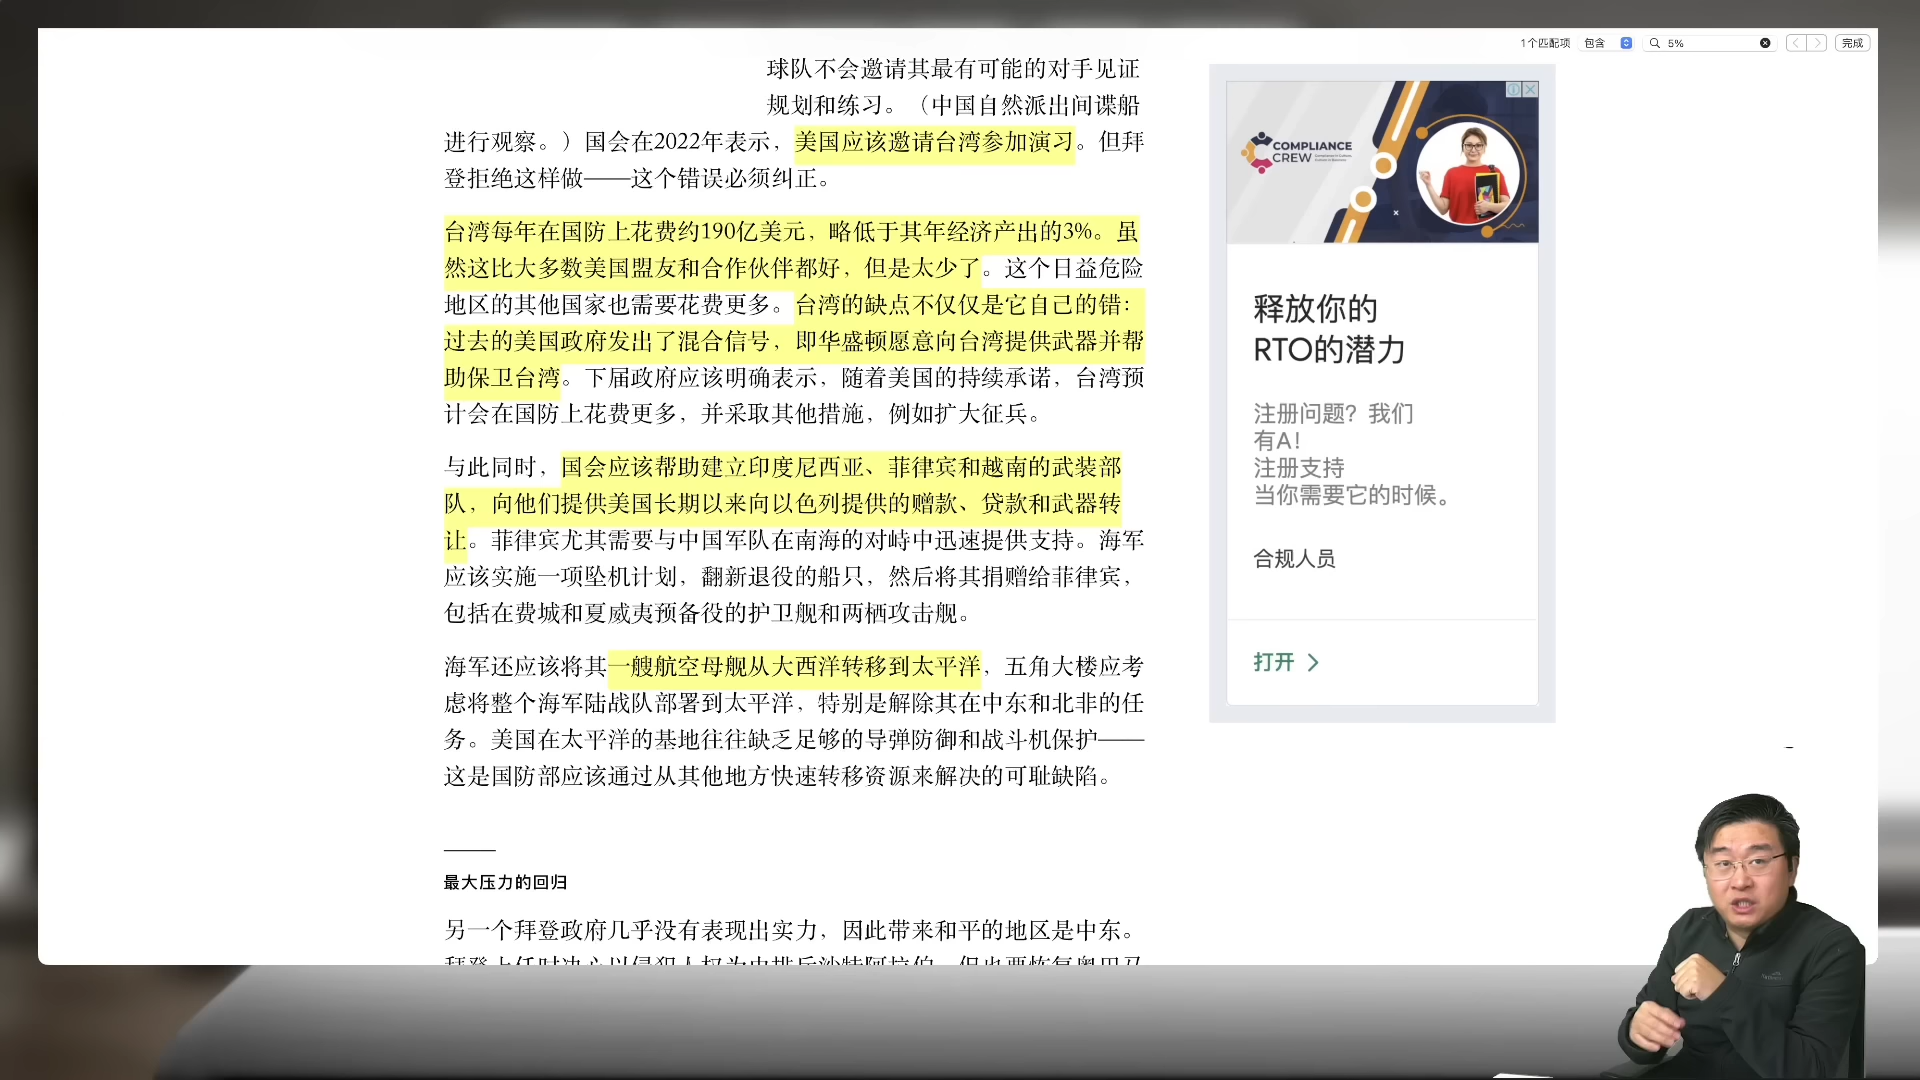 1个匹配项 包含 5% 完成
球队不会邀请其最有可能的对手见证
规划和练习。（中国自然派出间谍船
进行观察。）国会在2022年表示，美国应该邀请台湾参加演习。但拜
登拒绝这样做——这个错误必须纠正。
台湾每年在国防上花费约190亿美元，略低于其年经济产出的3%。虽
然这比大多数美国盟友和合作伙伴都好，但是太少了。这个日益危险
地区的其他国家也需要花费更多。台湾的缺点不仅仅是它自己的错：
过去的美国政府发出了混合信号，即华盛顿愿意向台湾提供武器并帮
助保卫台湾。下届政府应该明确表示，随着美国的持续承诺，台湾预
计会在国防上花费更多，并采取其他措施，例如扩大征兵。
与此同时，国会应该帮助建立印度尼西亚、菲律宾和越南的武装部
队，向他们提供美国长期以来向以色列提供的赠款、贷款和武器转
让。菲律宾尤其需要与中国军队在南海的对峙中迅速提供支持。海军
应该实施一项坠机计划，翻新退役的船只，然后将其捐赠给菲律宾，
包括在费城和夏威夷预备役的护卫舰和两栖攻击舰。
海军还应该将其一艘航空母舰从大西洋转移到太平洋，五角大楼应考
虑将整个海军陆战队部署到太平洋，特别是解除其在中东和北非的任
务。美国在太平洋的基地往往缺乏足够的导弹防御和战斗机保护——
这是国防部应该通过从其他地方快速转移资源来解决的可耻缺陷。
最大压力的回归
另一个拜登政府几乎没有表现出实力，因此带来和平的地区是中东。
COMPLIANCE
CREW
释放你的
RTO的潜力
注册问题？我们
有A！
注册支持
当你需要它的时候。
合规人员
打开